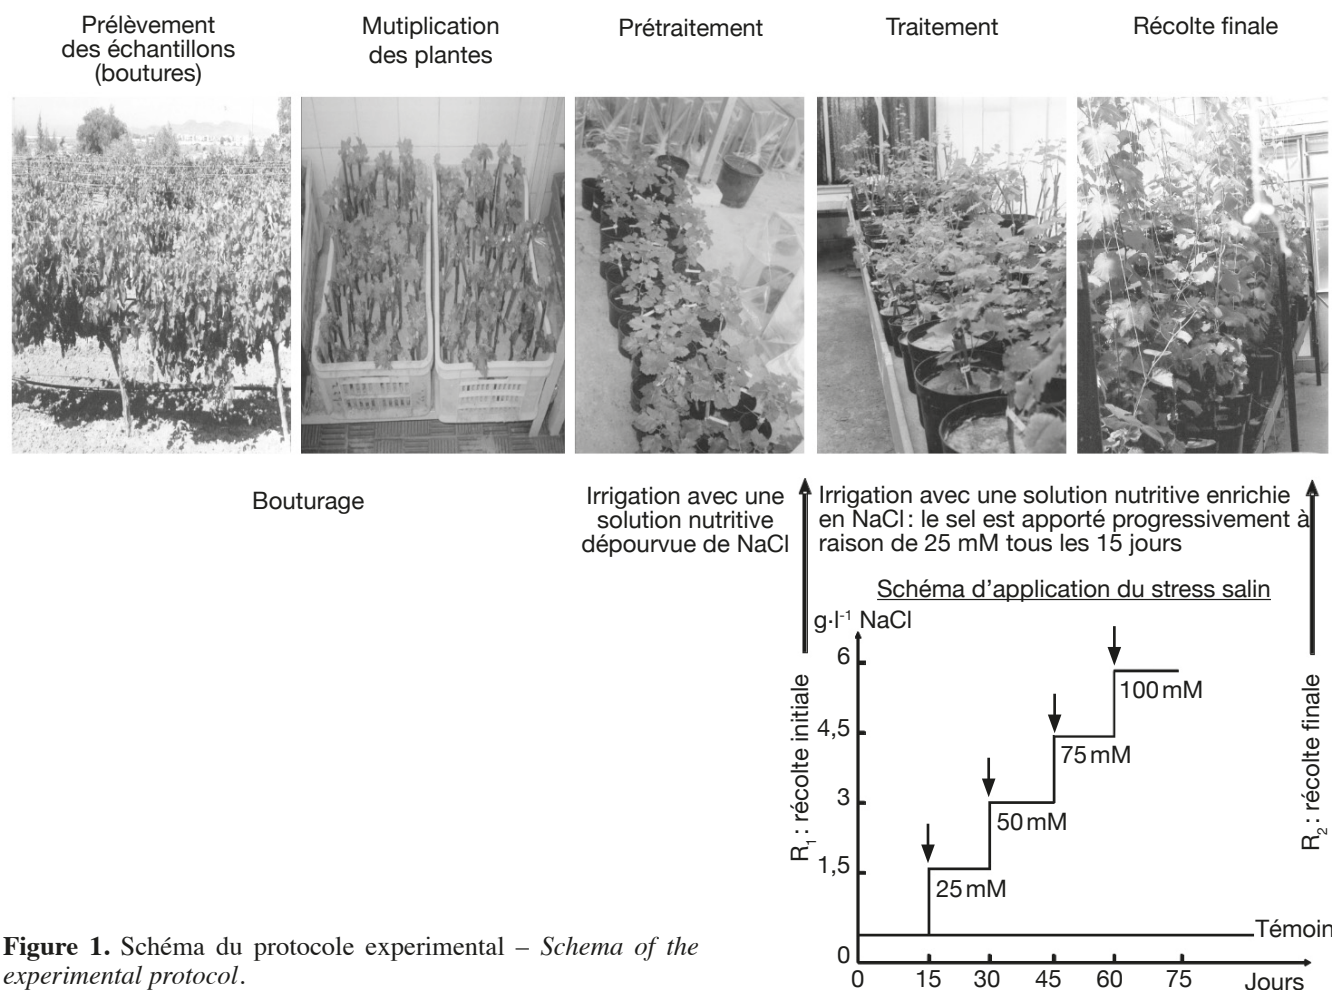 Prélèvement
des échantillons
(boutures)
Mutiplication
des plantes
Prétraitement
Traitement
Récolte finale
Bouturage
Irrigation avec une
solution nutritive
dépourvue de NaCl
Irrigation avec une solution nutritive enrichie
en NaCl : le sel est apporté progressivement à
raison de 25 mM tous les 15 jours
Schéma d'application du stress salin
g·l⁻¹ NaCl
R₁ : récolte initiale
6
4,5
3
1,5
0
100 mM
75 mM
50 mM
25 mM
Témoin
0 15 30 45 60 75 Jours
R₂ : récolte finale
Figure 1. Schéma du protocole experimental – Schema of the
experimental protocol.